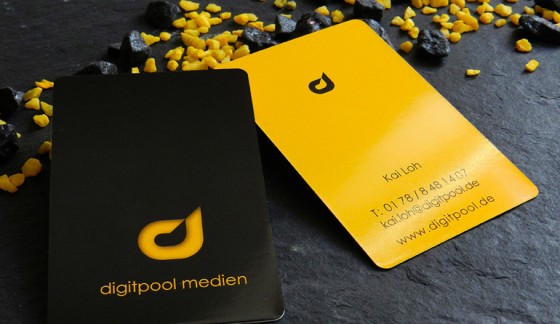 digitpool medien
Kai Loh
T: 01 78 / 8 48 14 07
kai.loh@digitpool.de
www.digitpool.de